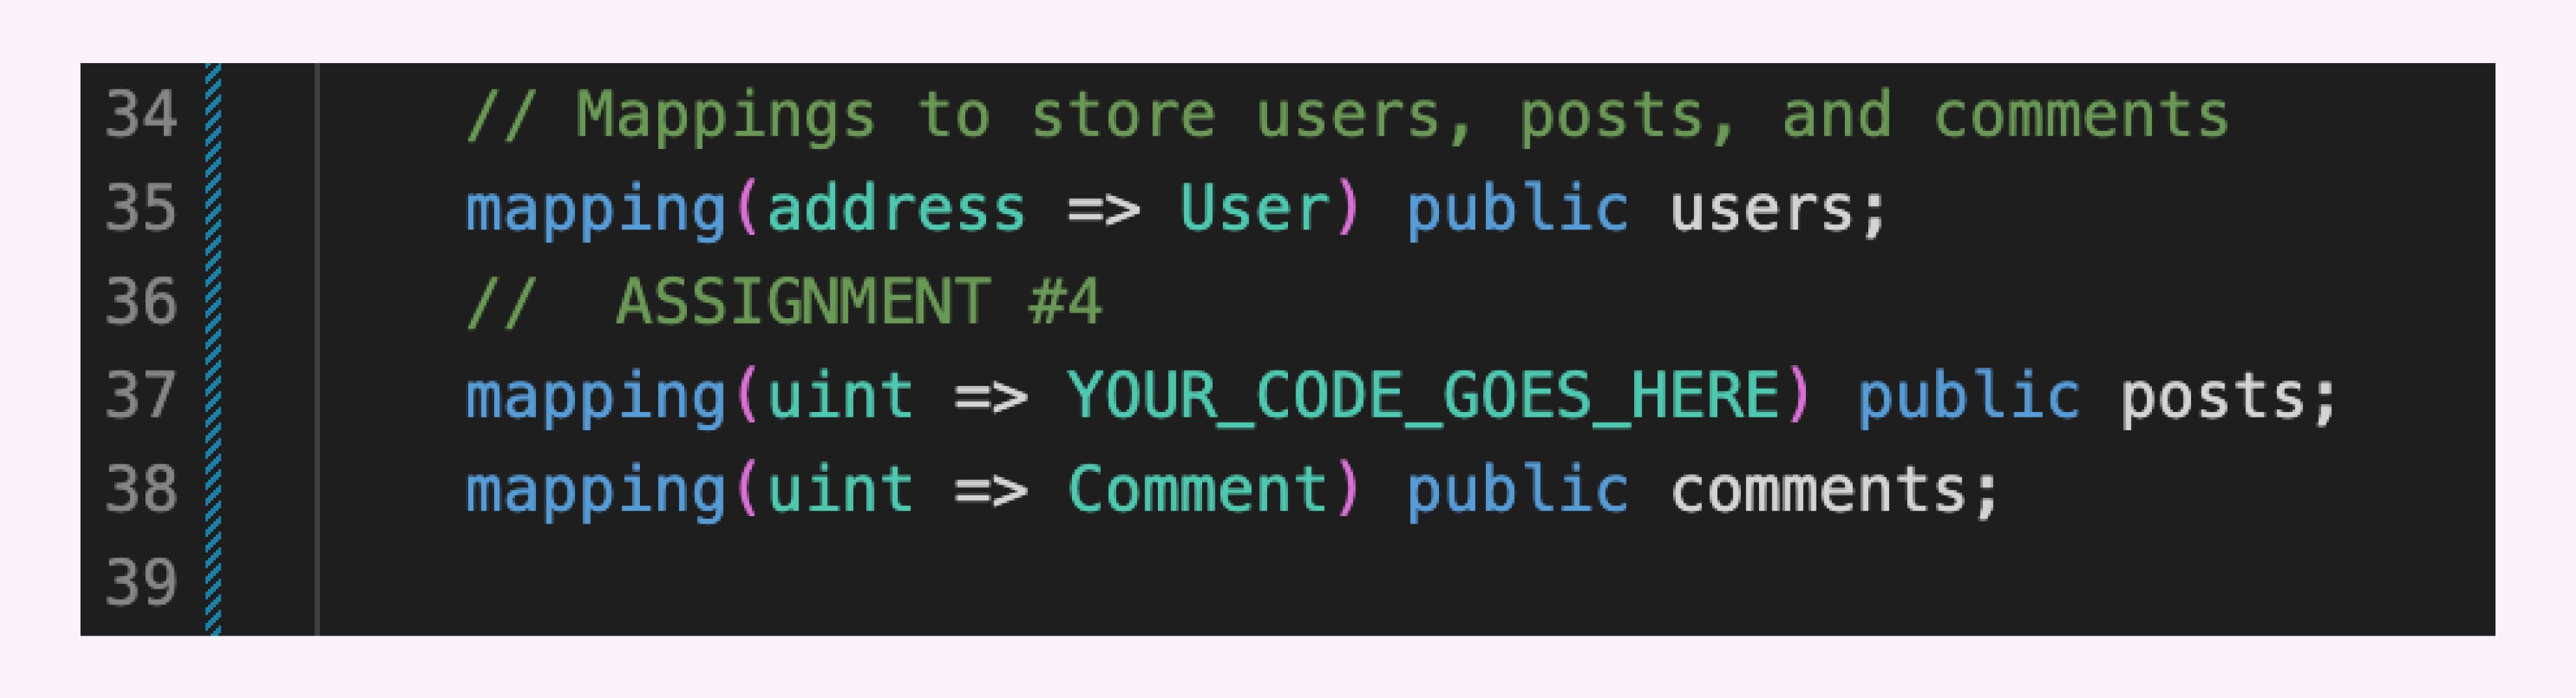 34 // Mappings to store users, posts, and comments
35 mapping(address => User) public users;
36 //  ASSIGNMENT #4
37 mapping(uint => YOUR_CODE_GOES_HERE) public posts;
38 mapping(uint => Comment) public comments;
39